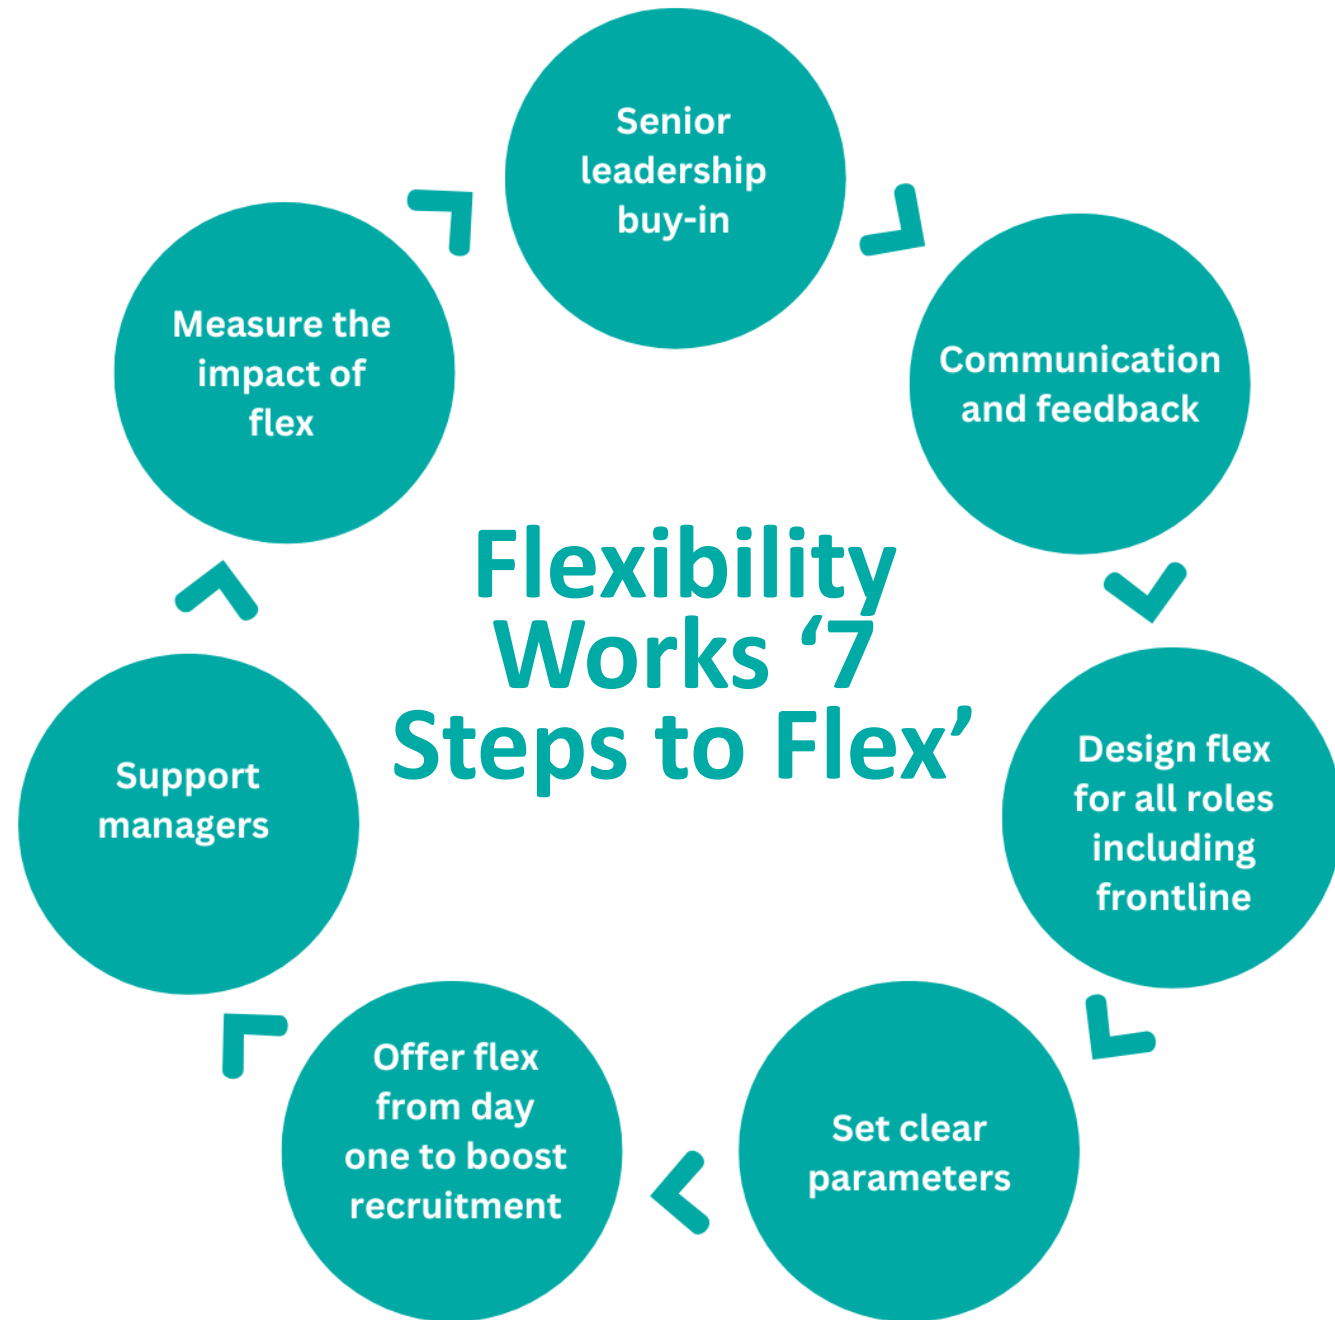 Senior
leadership
buy-in
Communication
and feedback
Design flex
for all roles
including
frontline
Set clear
parameters
Offer flex
from day
one to boost
recruitment
Support
managers
Measure the
impact of
flex
Flexibility
Works ‘7
Steps to Flex’